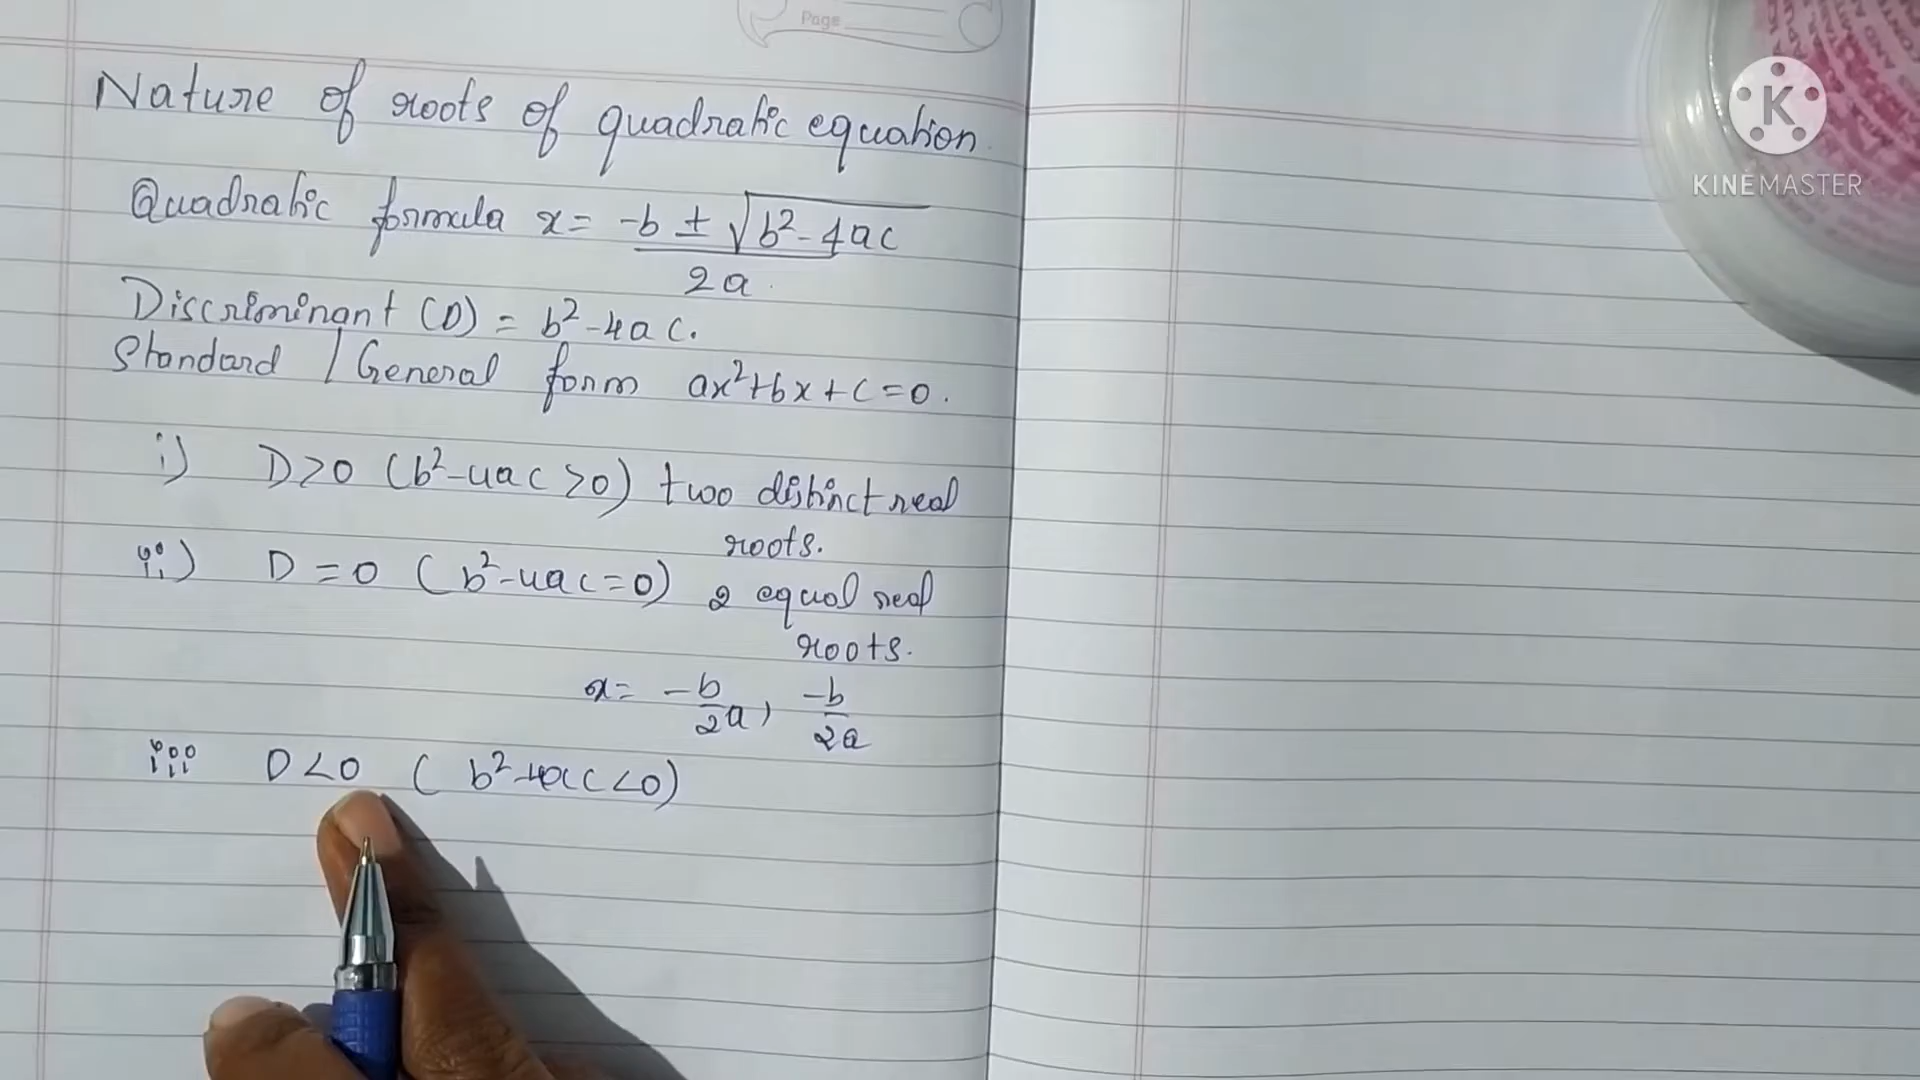 Page
Nature of roots of quadratic equation.
Quadratic formula x = -b ± √b² - 4ac
2a.
Discriminant (D) = b² - 4ac.
Standard / General form ax² + bx + c = 0.
i) D > 0 (b² - 4ac > 0) two distinct real
roots.
ii) D = 0 (b² - 4ac = 0) 2 equal real
roots.
x = -b/2a, -b/2a
iii D < 0 (b² - 4ac < 0)
K
KINEMASTER